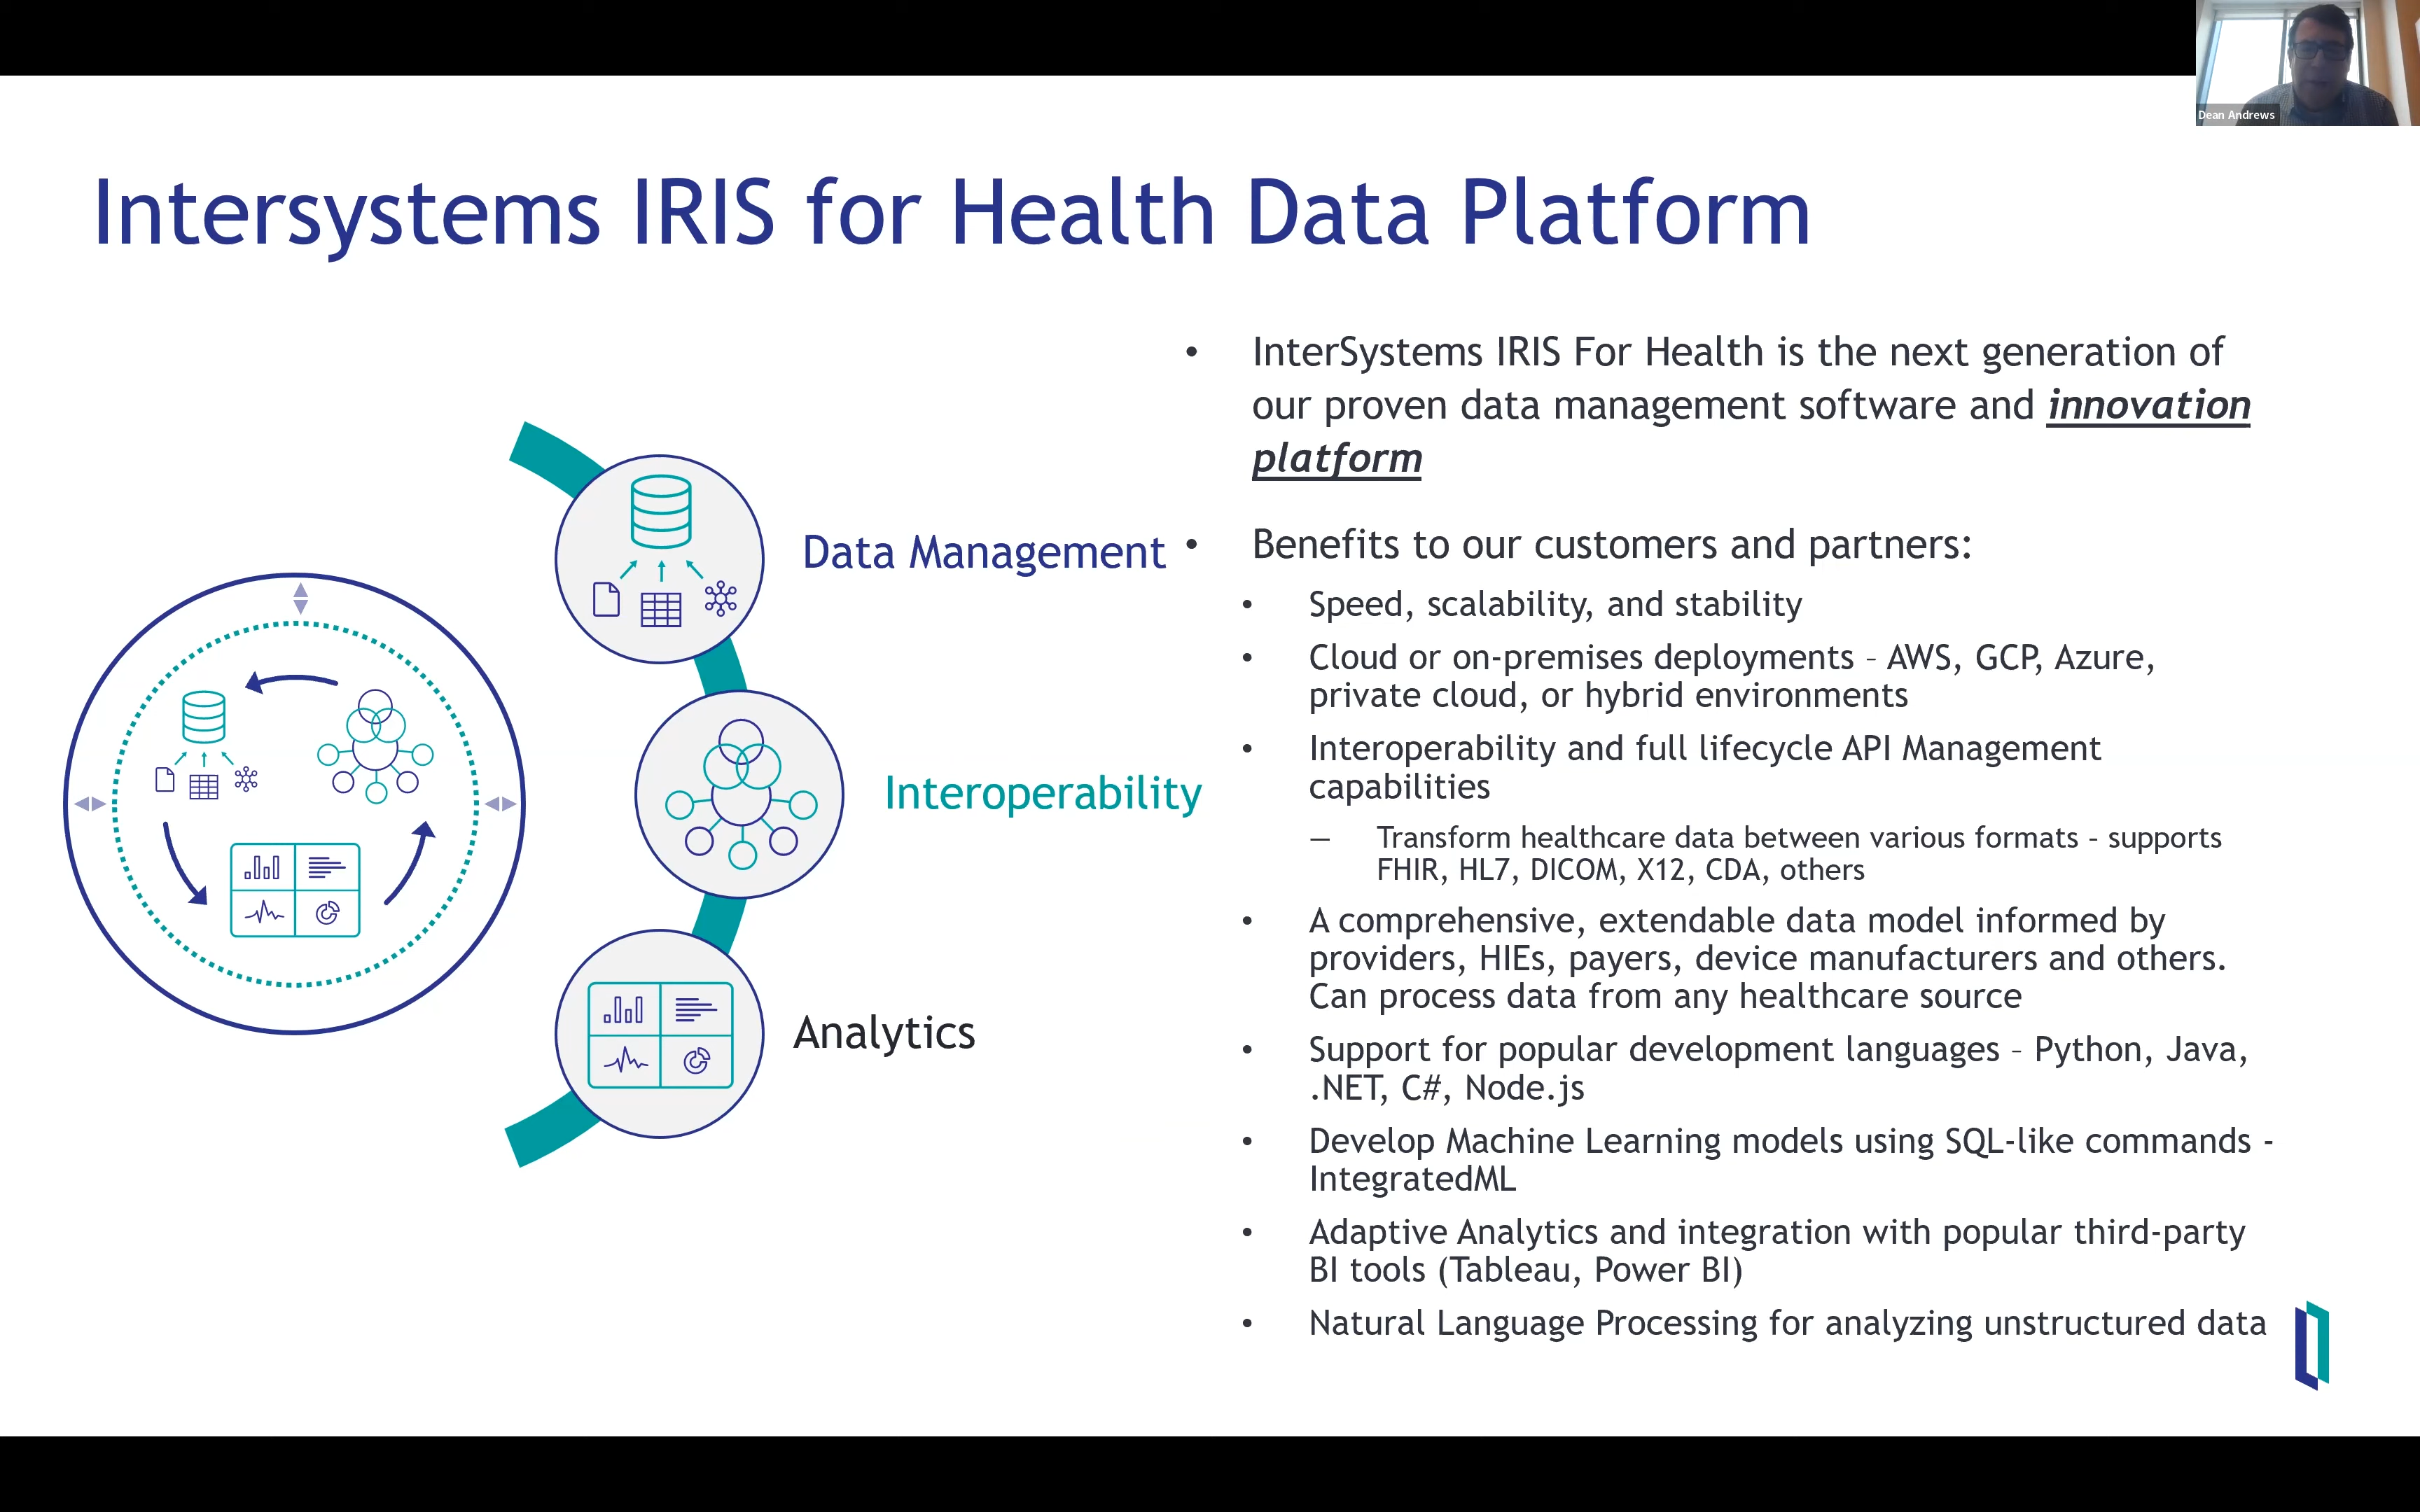 Dean Andrews
Intersystems IRIS for Health Data Platform
Data Management
Interoperability
Analytics
• InterSystems IRIS For Health is the next generation of
our proven data management software and innovation
platform
• Benefits to our customers and partners:
• Speed, scalability, and stability
• Cloud or on-premises deployments – AWS, GCP, Azure,
private cloud, or hybrid environments
• Interoperability and full lifecycle API Management
capabilities
— Transform healthcare data between various formats – supports
FHIR, HL7, DICOM, X12, CDA, others
• A comprehensive, extendable data model informed by
providers, HIEs, payers, device manufacturers and others.
Can process data from any healthcare source
• Support for popular development languages – Python, Java,
.NET, C#, Node.js
• Develop Machine Learning models using SQL-like commands -
IntegratedML
• Adaptive Analytics and integration with popular third-party
BI tools (Tableau, Power BI)
• Natural Language Processing for analyzing unstructured data